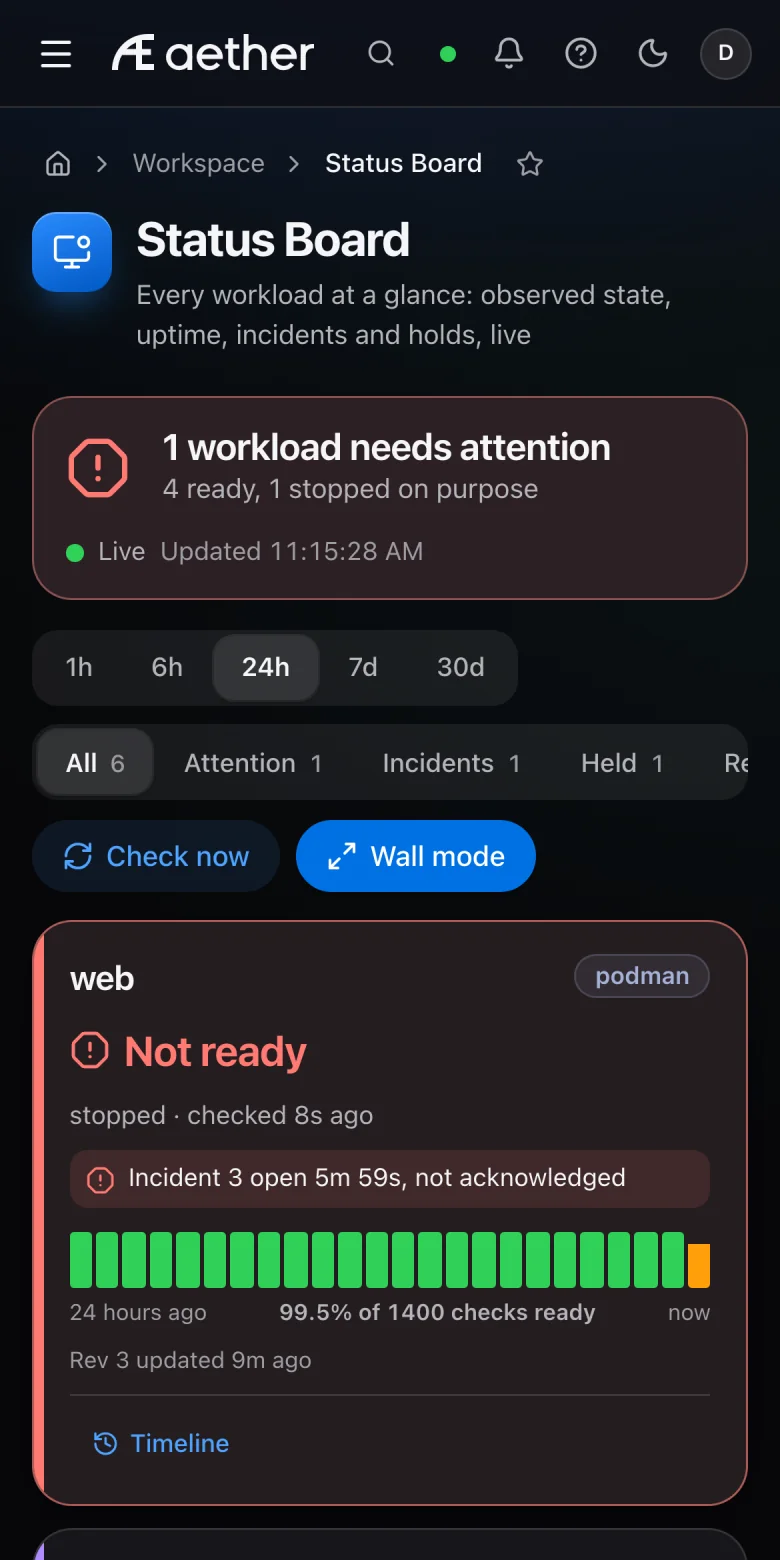 Æ aether
D
Workspace
Status Board
Status Board
Every workload at a glance: observed state,
uptime, incidents and holds, live
1 workload needs attention
4 ready, 1 stopped on purpose
Live Updated 11:15:28 AM
1h 6h 24h 7d 30d
All 6 Attention 1 Incidents 1 Held 1 Re
Check now Wall mode
web podman
Not ready
stopped · checked 8s ago
Incident 3 open 5m 59s, not acknowledged
24 hours ago 99.5% of 1400 checks ready now
Rev 3 updated 9m ago
Timeline